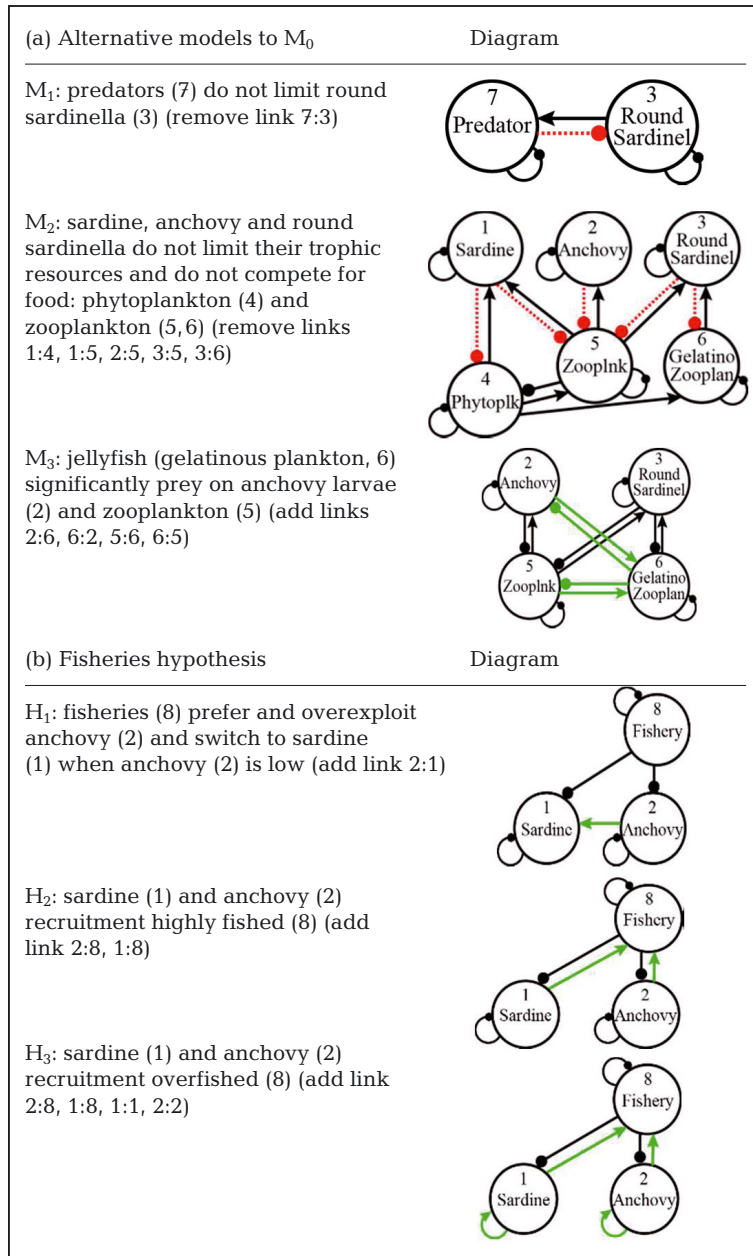 (a) Alternative models to M₀ Diagram
M₁: predators (7) do not limit round
sardinella (3) (remove link 7:3)
7
Predator
3
Round
Sardinel
M₂: sardine, anchovy and round
sardinella do not limit their trophic
resources and do not compete for
food: phytoplankton (4) and
zooplankton (5,6) (remove links
1:4, 1:5, 2:5, 3:5, 3:6)
1
Sardine
2
Anchovy
3
Round
Sardinel
4
Phytoplk
5
Zooplnk
6
Gelatino
Zooplan
M₃: jellyfish (gelatinous plankton, 6)
significantly prey on anchovy larvae
(2) and zooplankton (5) (add links
2:6, 6:2, 5:6, 6:5)
2
Anchovy
3
Round
Sardinel
5
Zooplnk
6
Gelatino
Zooplan
(b) Fisheries hypothesis Diagram
H₁: fisheries (8) prefer and overexploit
anchovy (2) and switch to sardine
(1) when anchovy (2) is low (add link 2:1)
8
Fishery
1
Sardine
2
Anchovy
H₂: sardine (1) and anchovy (2)
recruitment highly fished (8) (add
link 2:8, 1:8)
8
Fishery
1
Sardine
2
Anchovy
H₃: sardine (1) and anchovy (2)
recruitment overfished (8) (add link
2:8, 1:8, 1:1, 2:2)
8
Fishery
1
Sardine
2
Anchovy